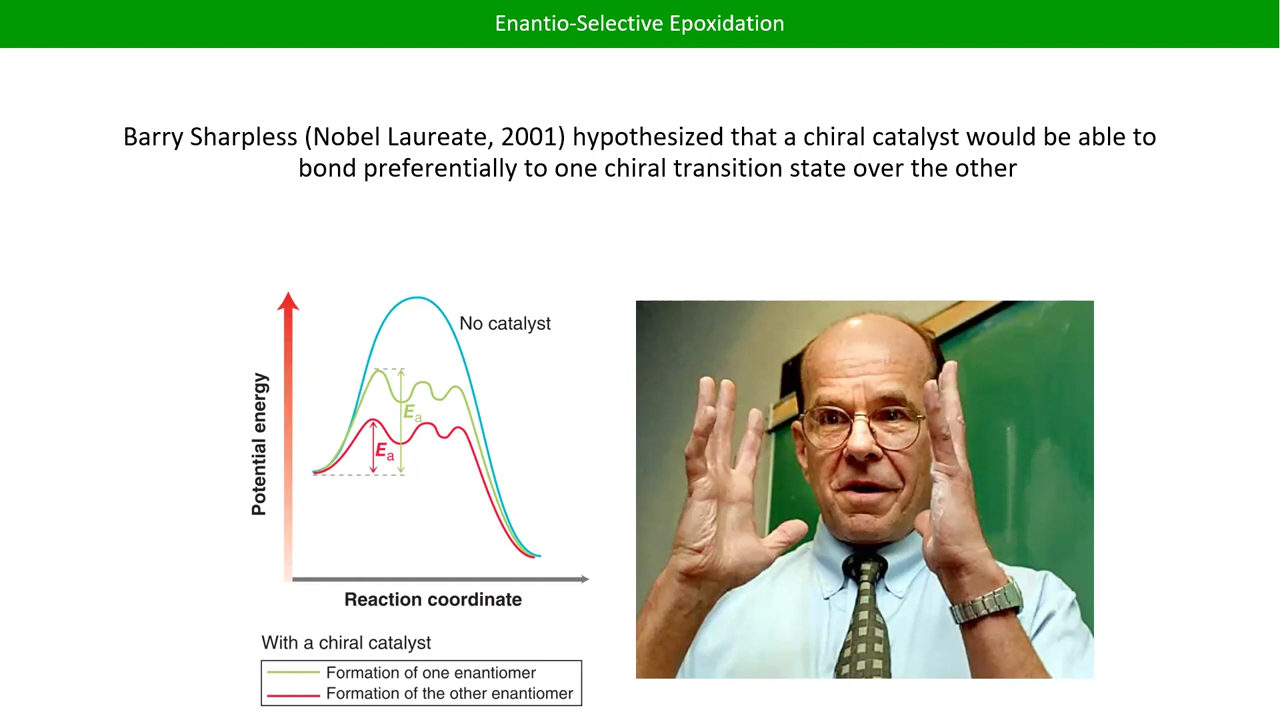 Enantio-Selective Epoxidation
Barry Sharpless (Nobel Laureate, 2001) hypothesized that a chiral catalyst would be able to
bond preferentially to one chiral transition state over the other
No catalyst
Ea
Ea
Potential energy
Reaction coordinate
With a chiral catalyst
Formation of one enantiomer
Formation of the other enantiomer